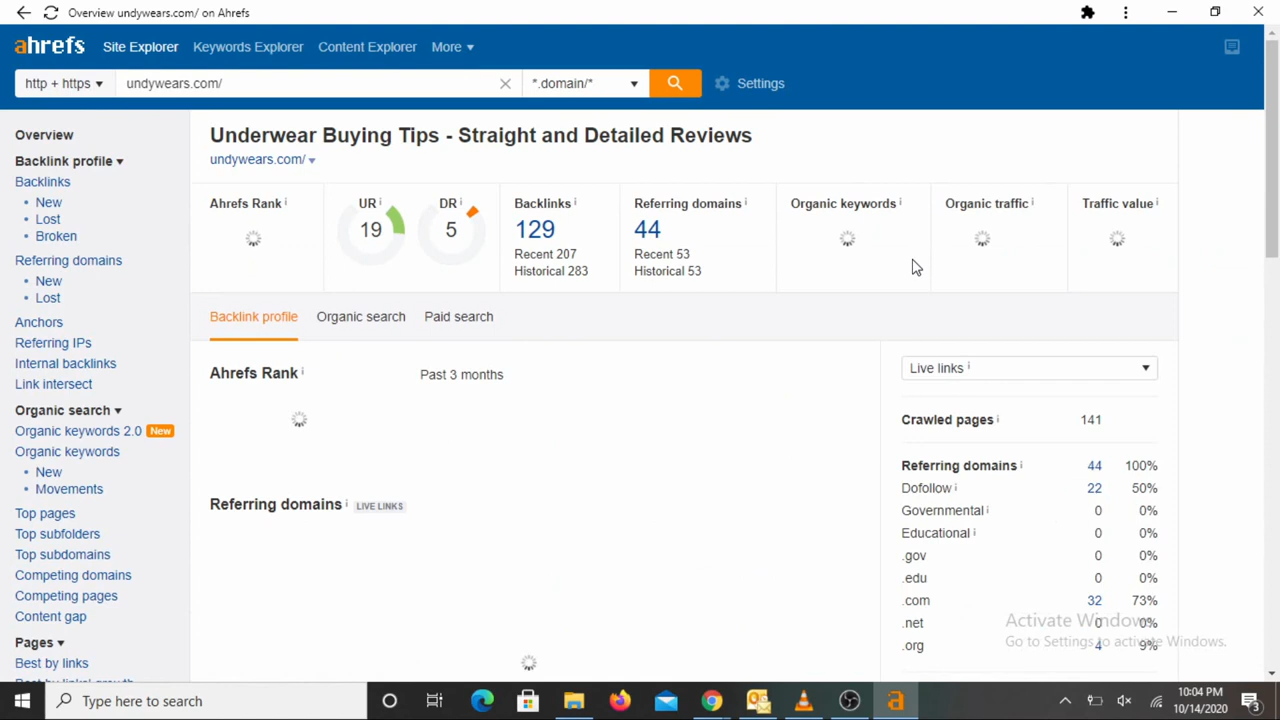 Overview undywears.com/ on Ahrefs
ahrefs Site Explorer Keywords Explorer Content Explorer More
http + https undywears.com/ *.domain/* Settings
Overview
Backlink profile
Backlinks
New
Lost
Broken
Referring domains
New
Lost
Anchors
Referring IPs
Internal backlinks
Link intersect
Organic search
Organic keywords 2.0 New
Organic keywords
New
Movements
Top pages
Top subfolders
Top subdomains
Competing domains
Competing pages
Content gap
Pages
Best by links
Underwear Buying Tips - Straight and Detailed Reviews
undywears.com/
Ahrefs Rank
UR
19
DR
5
Backlinks
129
Recent 207
Historical 283
Referring domains
44
Recent 53
Historical 53
Organic keywords
Organic traffic
Traffic value
Backlink profile Organic search Paid search
Ahrefs Rank Past 3 months
Referring domains LIVE LINKS
Live links
Crawled pages 141
Referring domains 44 100%
Dofollow 22 50%
Governmental 0 0%
Educational 0 0%
.gov 0 0%
.edu 0 0%
.com 32 73%
.net 0 0%
.org 4 9%
Activate Windows
Go to Settings to activate Windows.
Type here to search
10:04 PM
10/14/2020
3